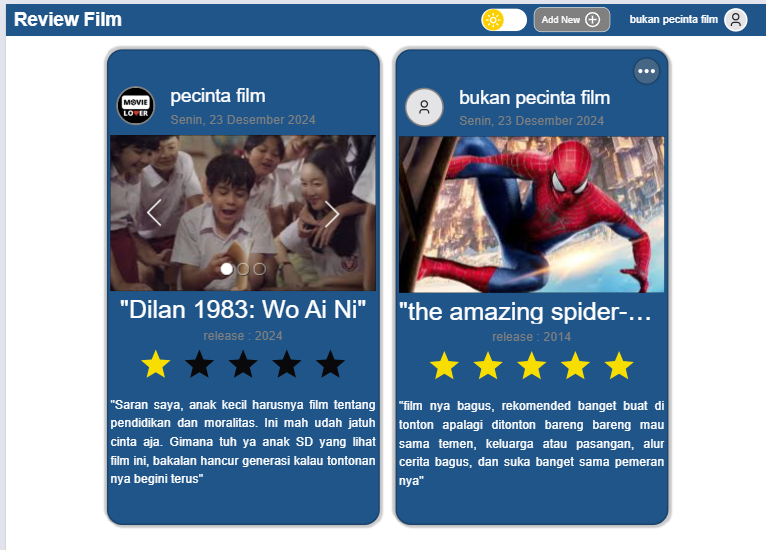 Review Film
Add New
bukan pecinta film
MOVIE
LOVER
pecinta film
Senin, 23 Desember 2024
"Dilan 1983: Wo Ai Ni"
release : 2024
"Saran saya, anak kecil harusnya film tentang
pendidikan dan moralitas. Ini mah udah jatuh
cinta aja. Gimana tuh ya anak SD yang lihat
film ini, bakalan hancur generasi kalau tontonan
nya begini terus"
bukan pecinta film
Senin, 23 Desember 2024
"the amazing spider-...
release : 2014
"film nya bagus, rekomended banget buat di
tonton apalagi ditonton bareng bareng mau
sama temen, keluarga atau pasangan, alur
cerita bagus, dan suka banget sama pemeran
nya"